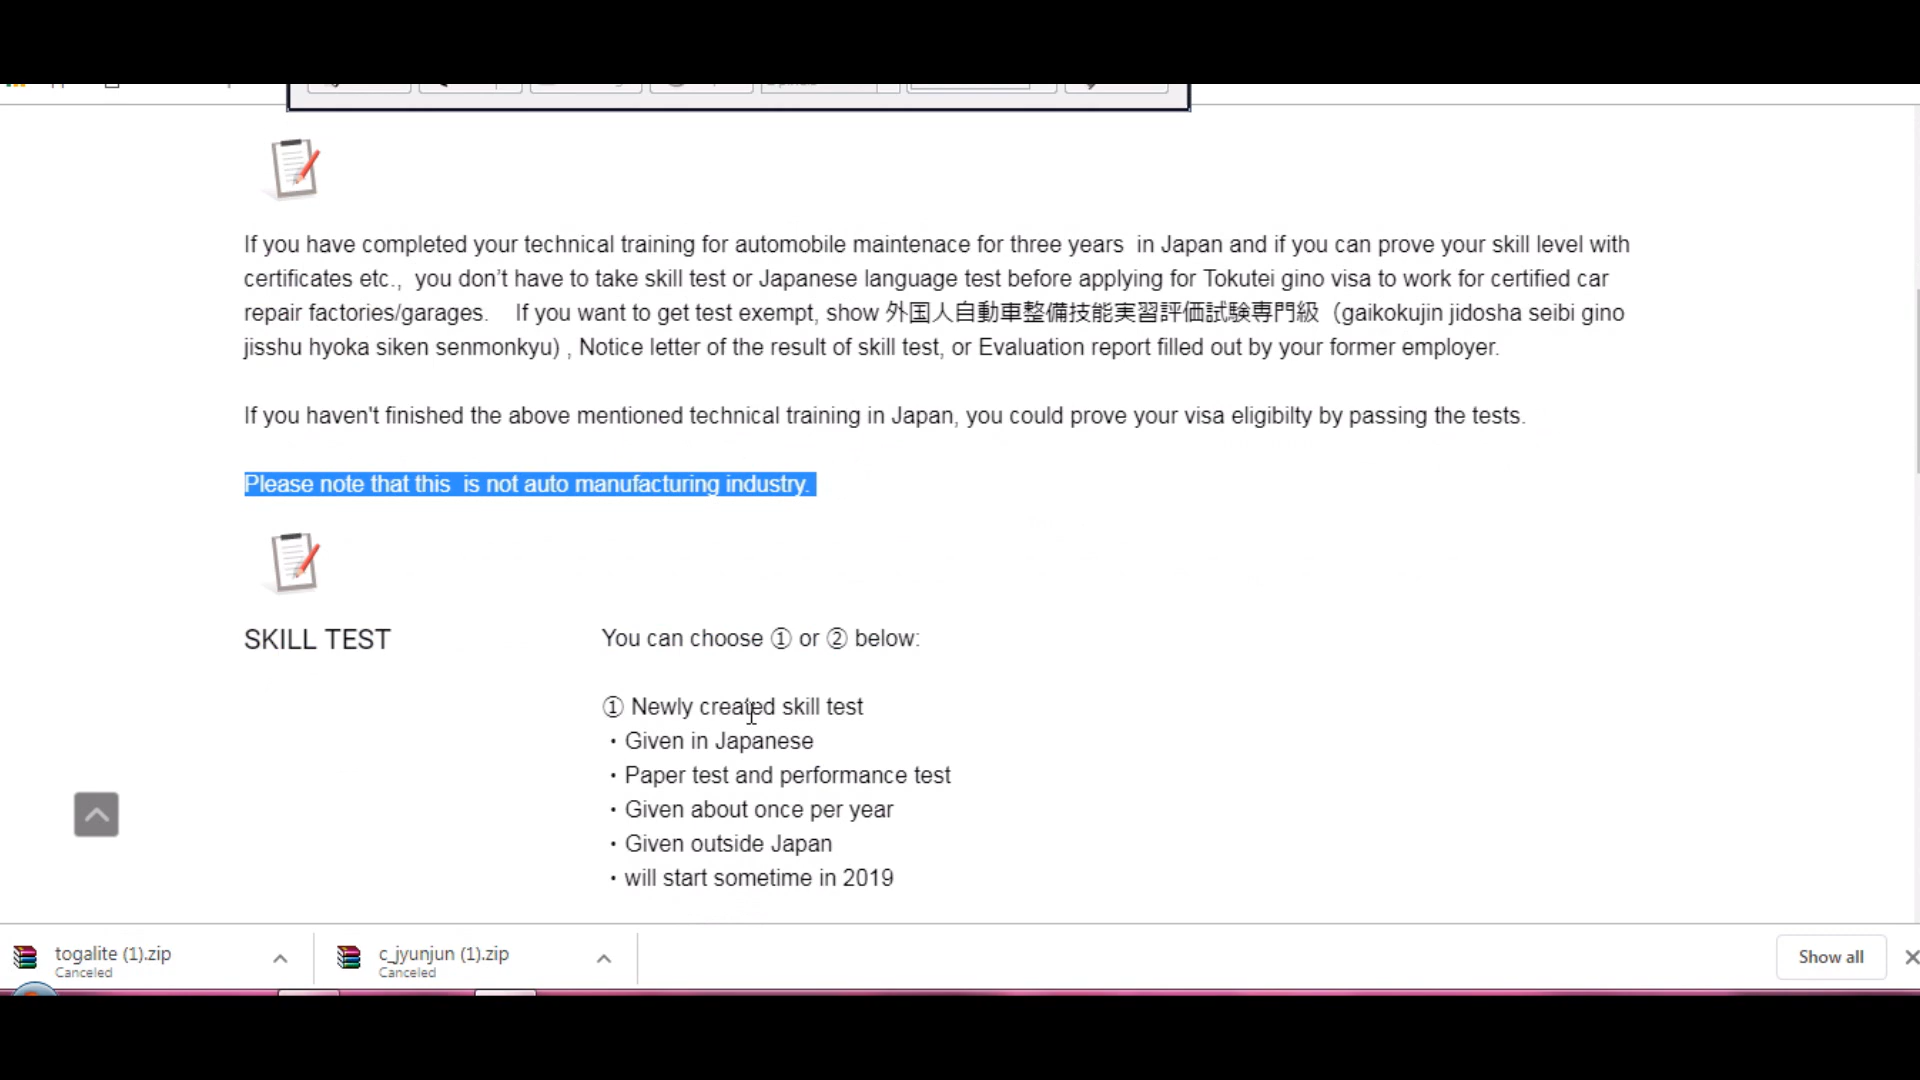 If you have completed your technical training for automobile maintenace for three years  in Japan and if you can prove your skill level with
certificates etc.,  you don’t have to take skill test or Japanese language test before applying for Tokutei gino visa to work for certified car
repair factories/garages.    If you want to get test exempt, show 外国人自動車整備技能実習評価試験専門級（gaikokujin jidosha seibi gino
jisshu hyoka siken senmonkyu) , Notice letter of the result of skill test, or Evaluation report filled out by your former employer.
If you haven't finished the above mentioned technical training in Japan, you could prove your visa eligibilty by passing the tests.
Please note that this  is not auto manufacturing industry.
SKILL TEST
You can choose ① or ② below:
① Newly created skill test
・Given in Japanese
・Paper test and performance test
・Given about once per year
・Given outside Japan
・will start sometime in 2019
togalite (1).zip
Canceled
c_jyunjun (1).zip
Canceled
Show all